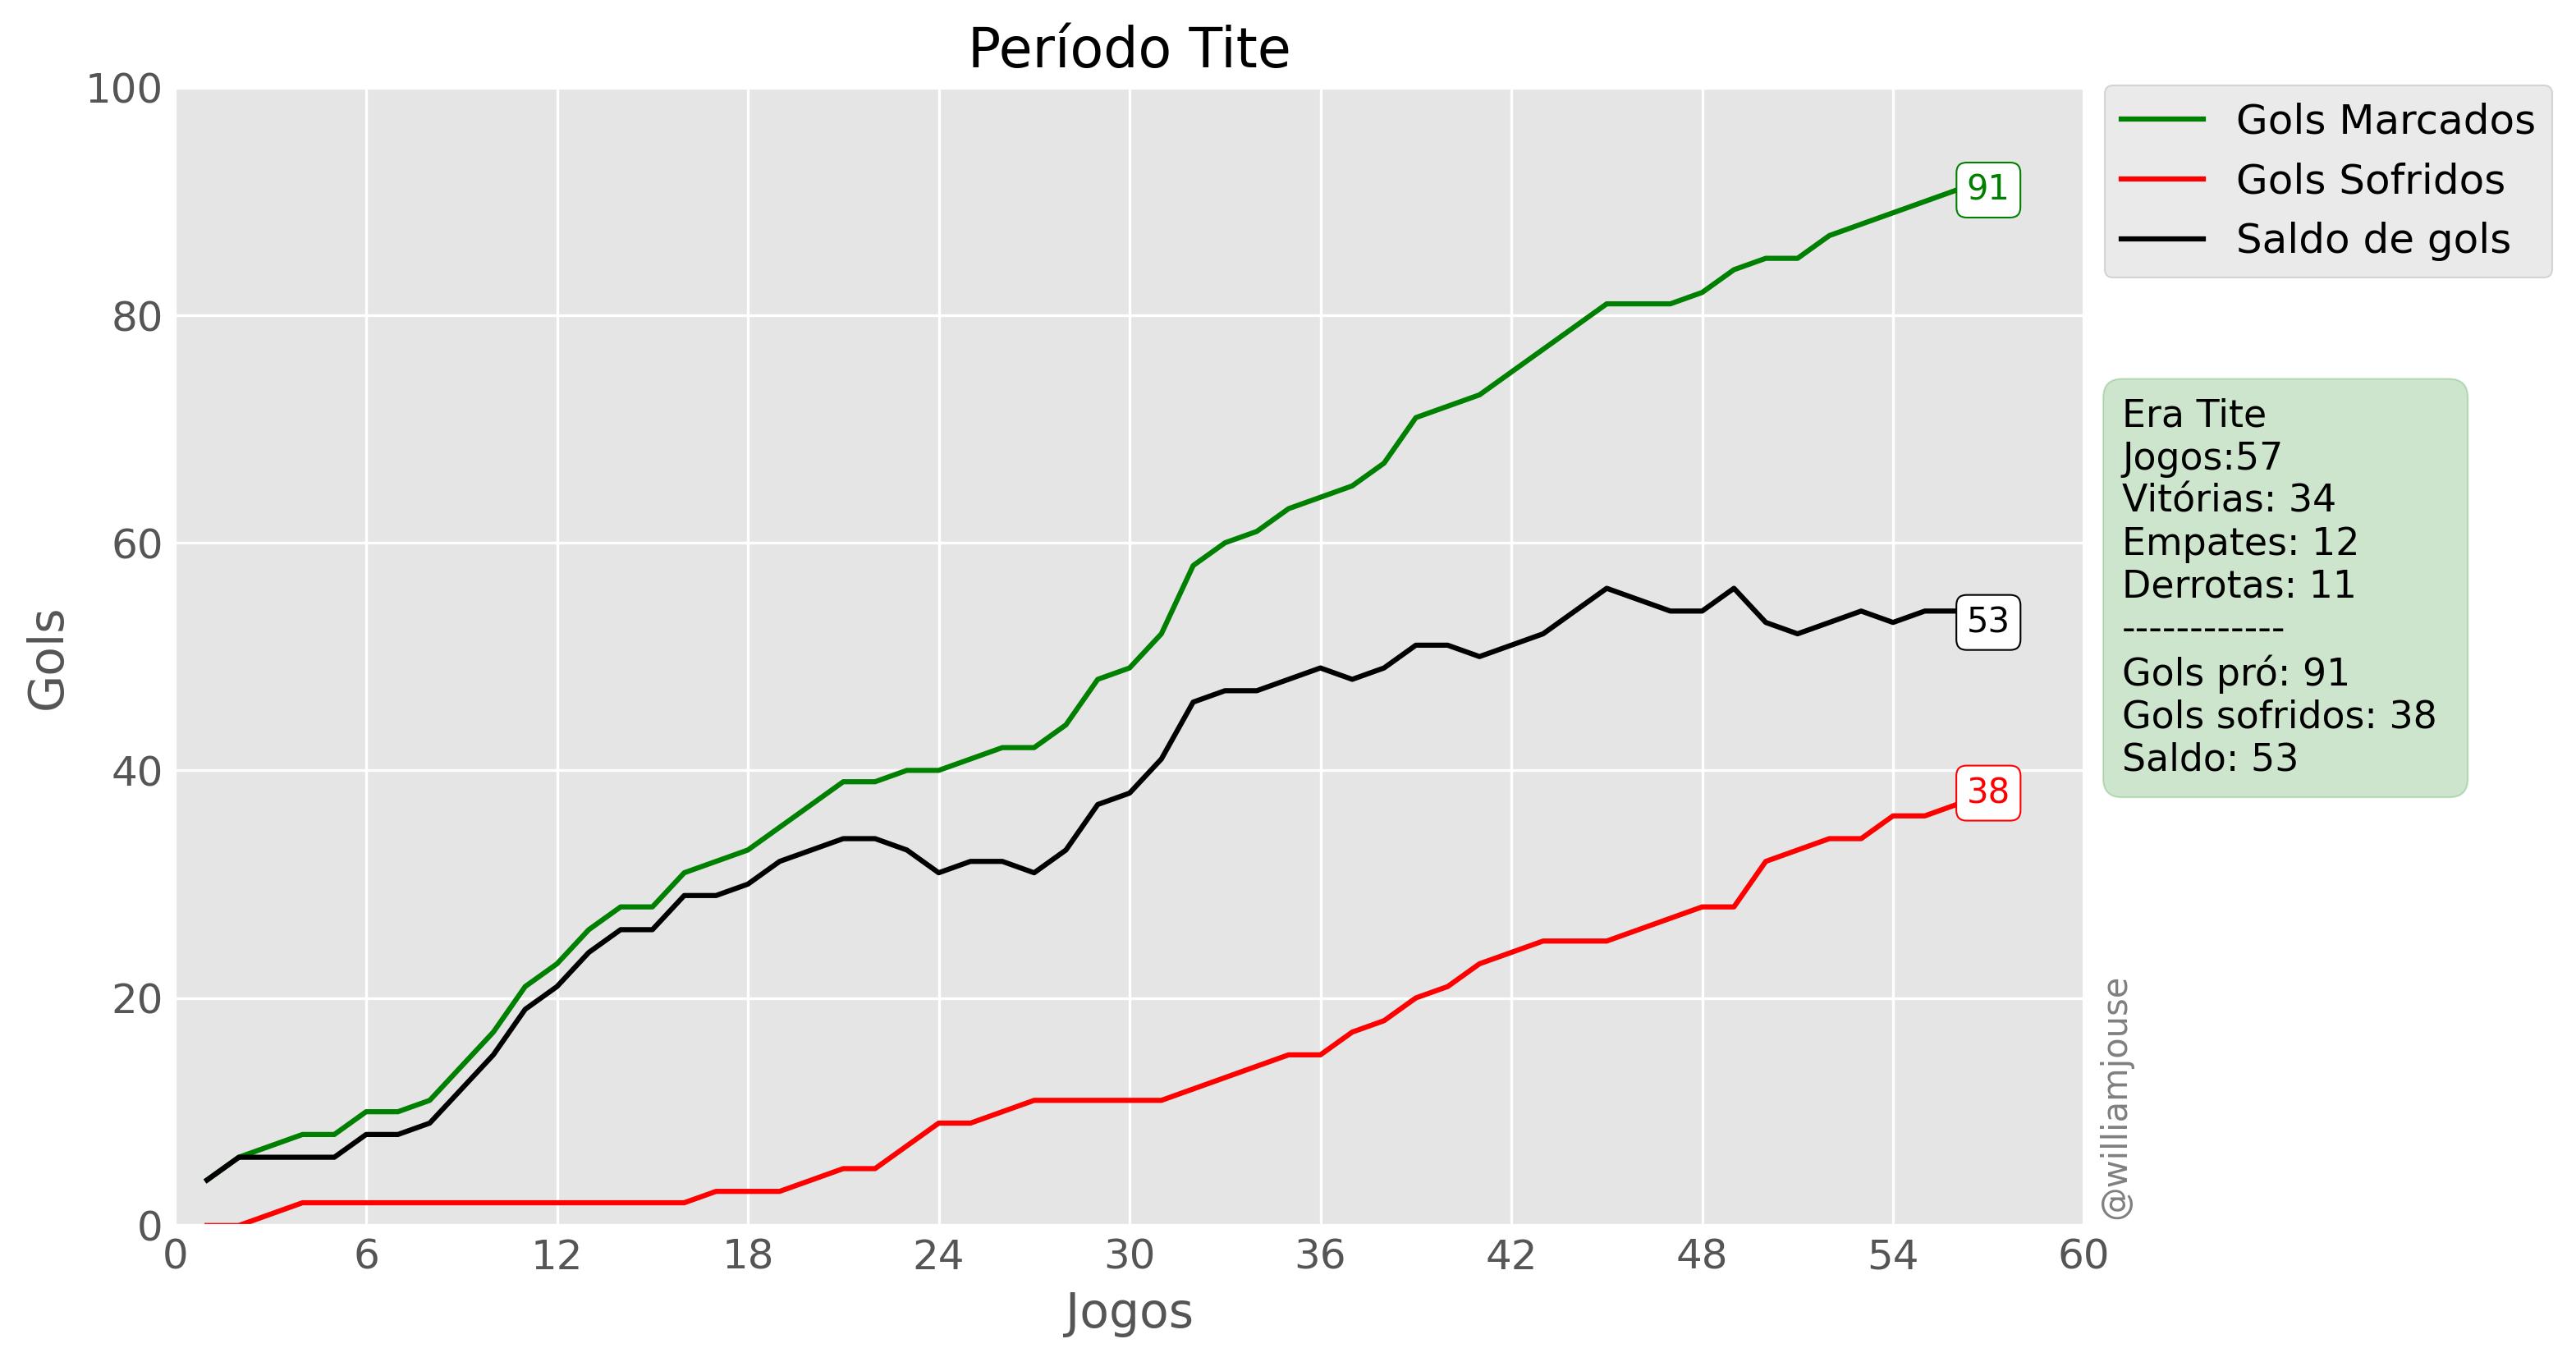 Período Tite
100
80
60
40
20
0
Gols
0 6 12 18 24 30 36 42 48 54 60
Jogos
91
53
38
Gols Marcados
Gols Sofridos
Saldo de gols
Era Tite
Jogos:57
Vitórias: 34
Empates: 12
Derrotas: 11
------------
Gols pró: 91
Gols sofridos: 38
Saldo: 53
@williamjouse